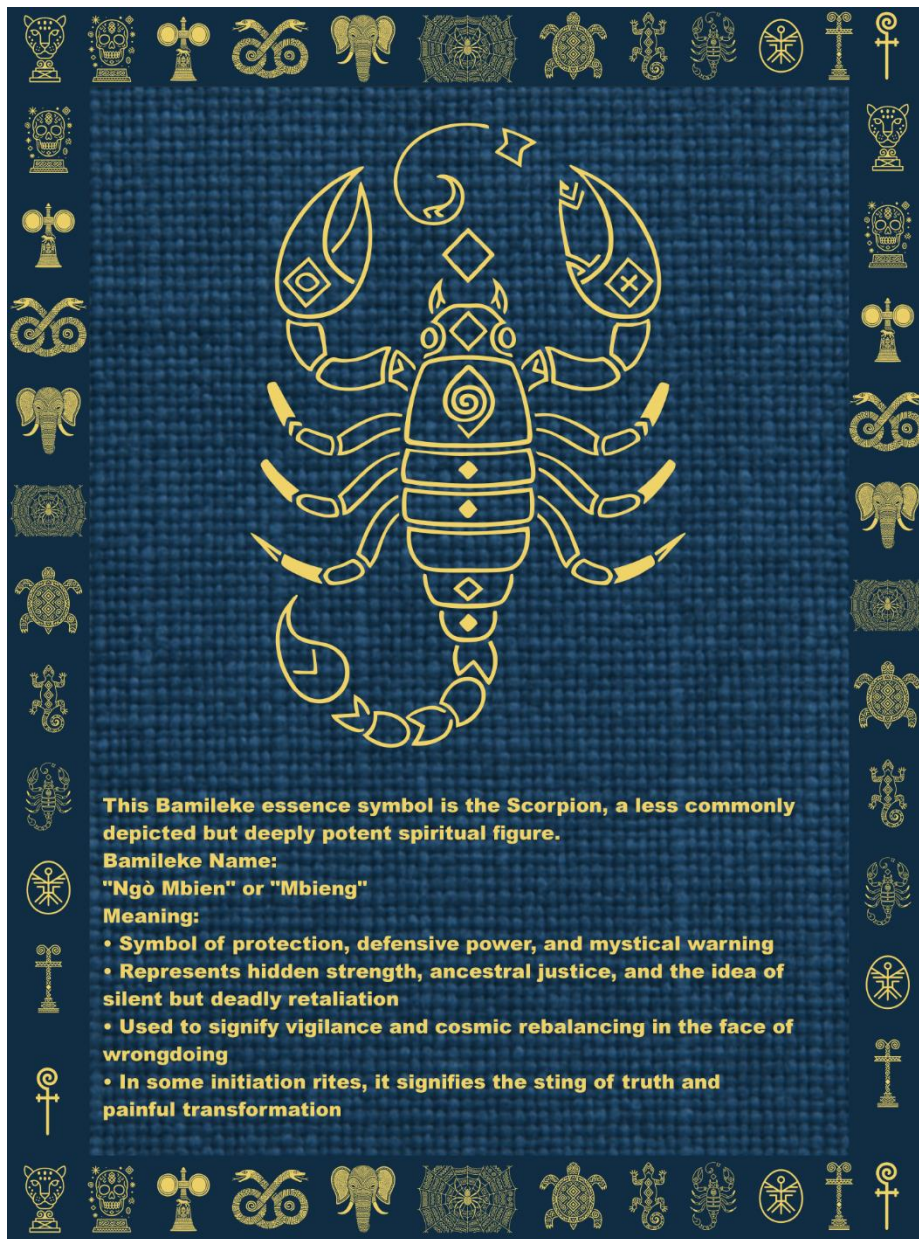 This Bamileke essence symbol is the Scorpion, a less commonly
depicted but deeply potent spiritual figure.
Bamileke Name:
"Ngò Mbien" or "Mbieng"
Meaning:
• Symbol of protection, defensive power, and mystical warning
• Represents hidden strength, ancestral justice, and the idea of
silent but deadly retaliation
• Used to signify vigilance and cosmic rebalancing in the face of
wrongdoing
• In some initiation rites, it signifies the sting of truth and
painful transformation